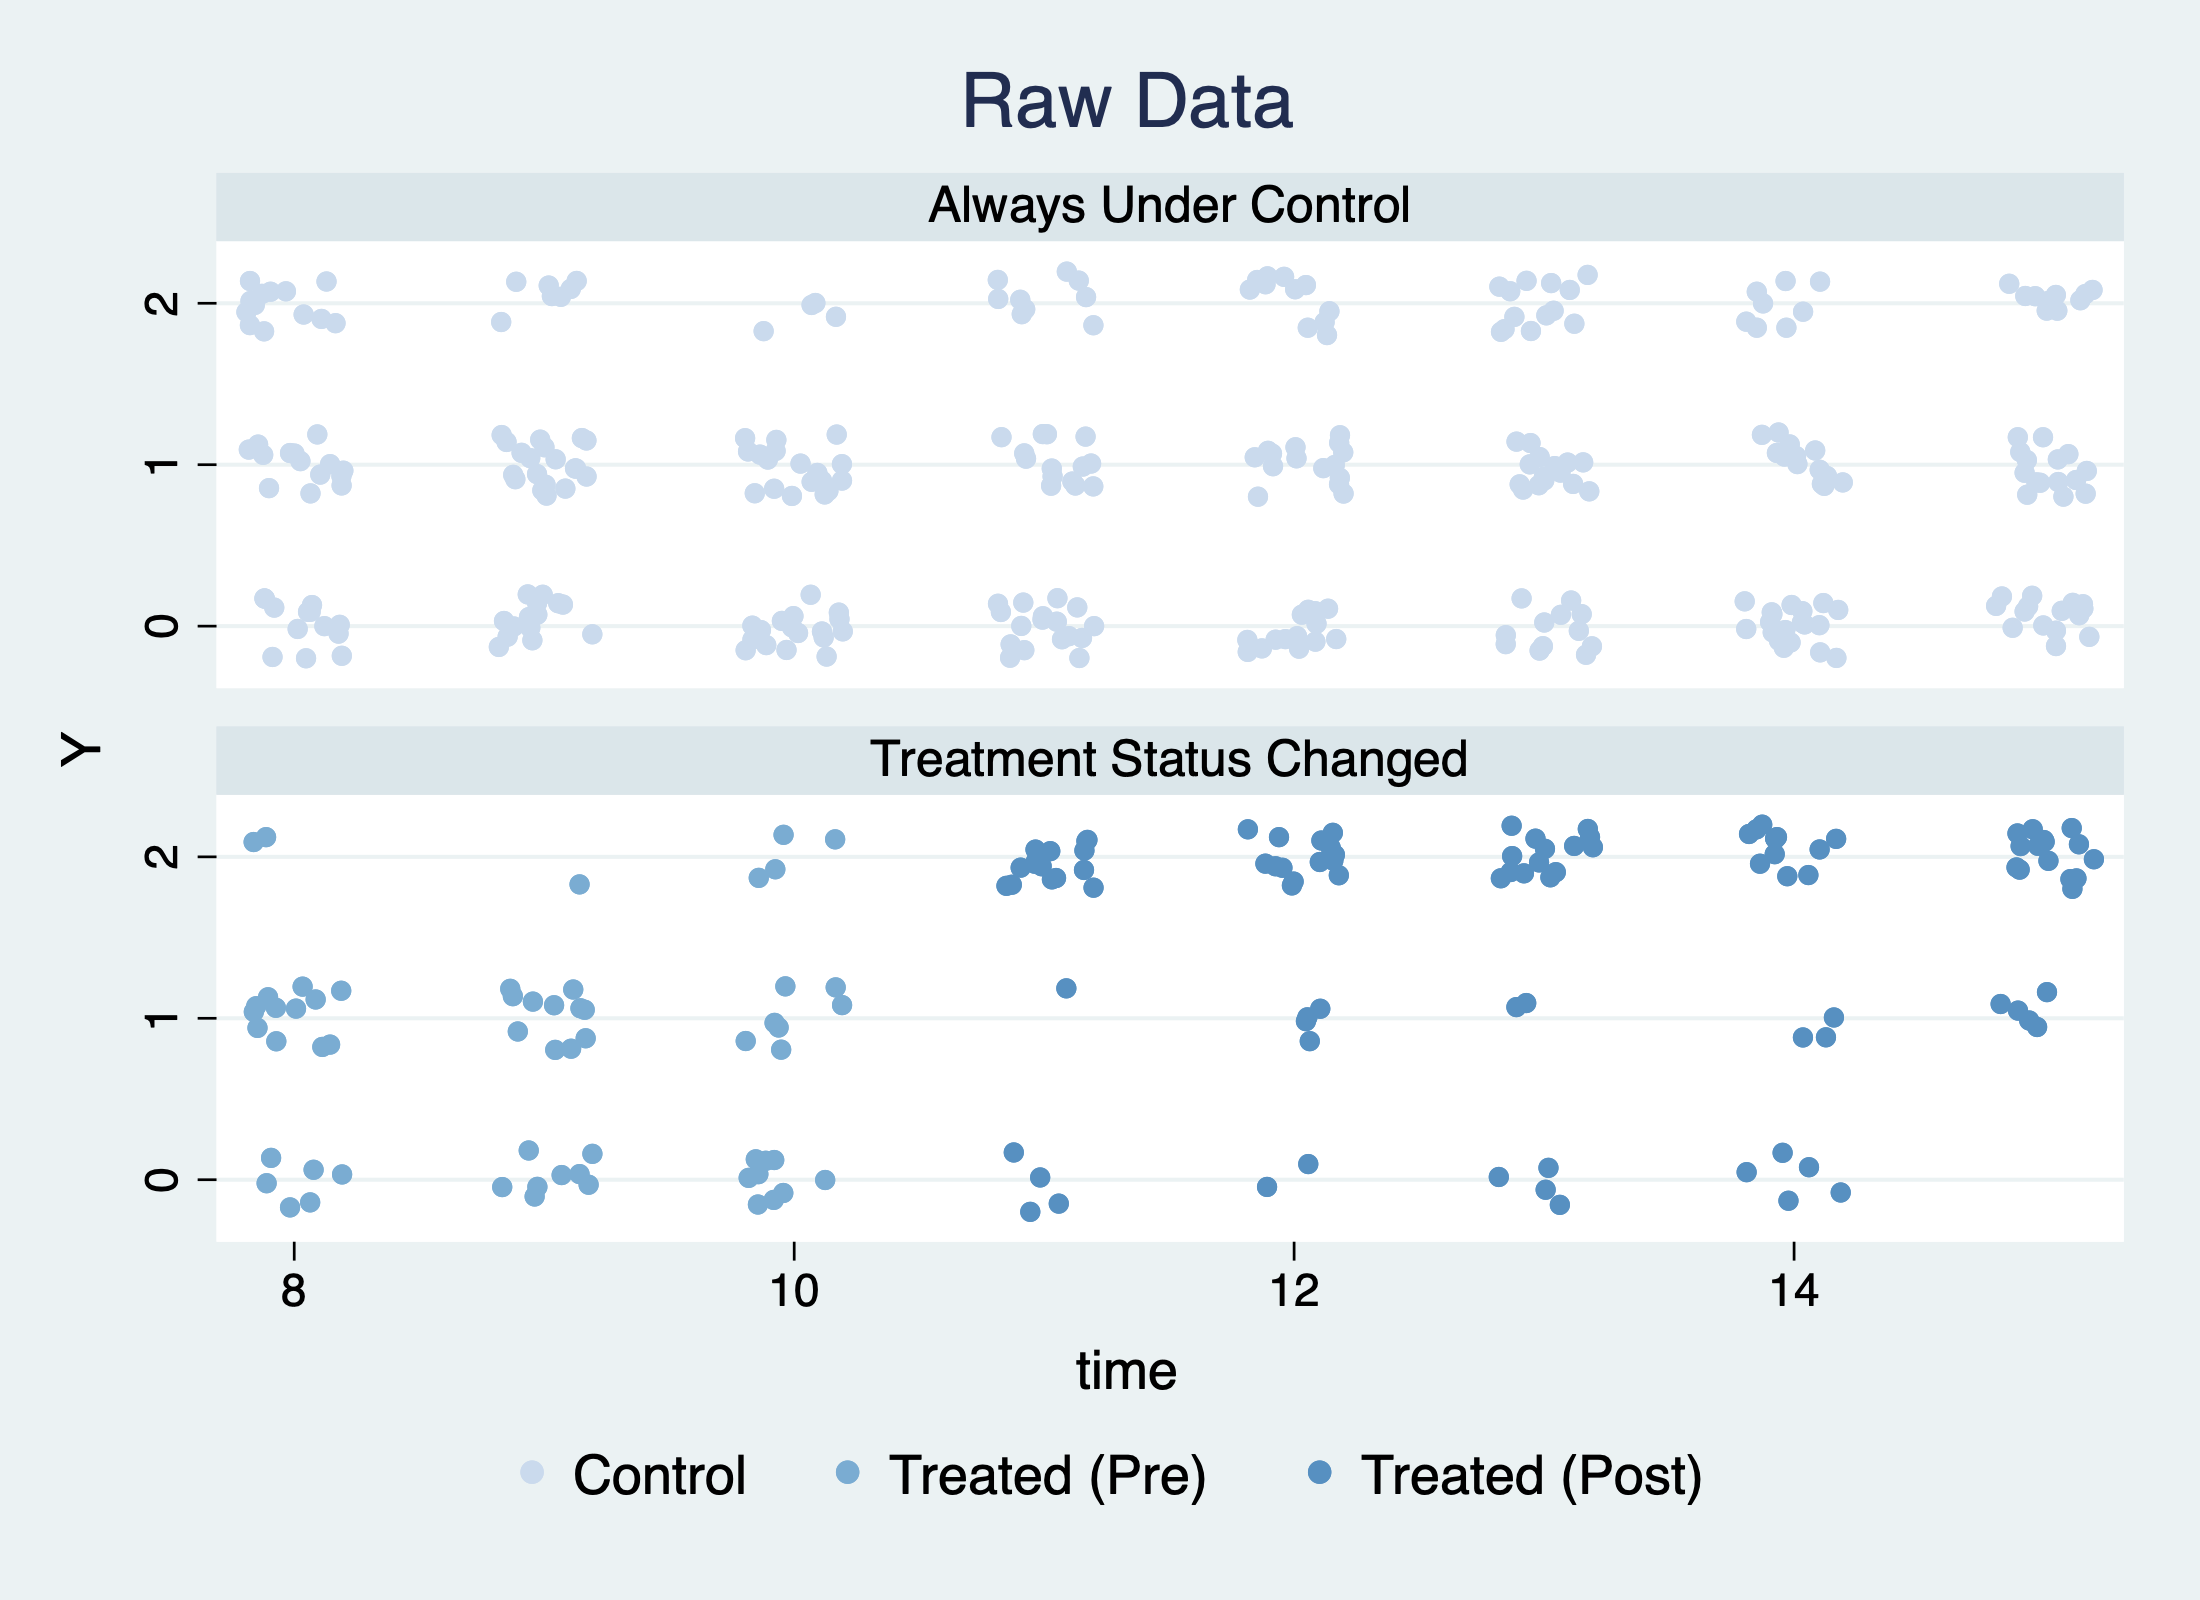 Raw Data
Always Under Control
2
1
0
Y
Treatment Status Changed
2
1
0
8 10 12 14
time
Control Treated (Pre) Treated (Post)